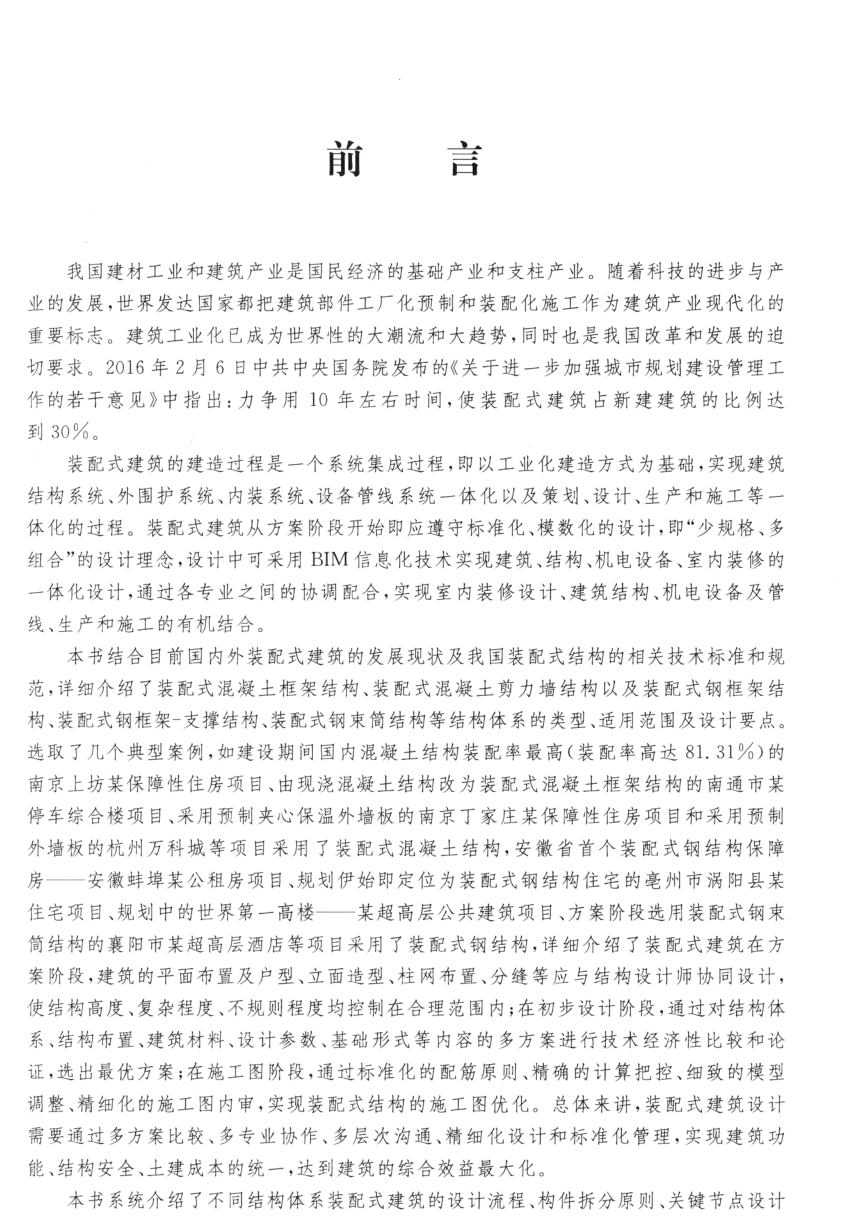 前 言
我国建材工业和建筑产业是国民经济的基础产业和支柱产业。随着科技的进步与产
业的发展,世界发达国家都把建筑部件工厂化预制和装配化施工作为建筑产业现代化的
重要标志。建筑工业化已成为世界性的大潮流和大趋势,同时也是我国改革和发展的迫
切要求。2016 年 2 月 6 日中共中央国务院发布的《关于进一步加强城市规划建设管理工
作的若干意见》中指出:力争用 10 年左右时间,使装配式建筑占新建建筑的比例达
到 30%。
装配式建筑的建造过程是一个系统集成过程,即以工业化建造方式为基础,实现建筑
结构系统、外围护系统、内装系统、设备管线系统一体化以及策划、设计、生产和施工等一
体化的过程。装配式建筑从方案阶段开始即应遵守标准化、模数化的设计,即“少规格、多
组合”的设计理念,设计中可采用 BIM 信息化技术实现建筑、结构、机电设备、室内装修的
一体化设计,通过各专业之间的协调配合,实现室内装修设计、建筑结构、机电设备及管
线、生产和施工的有机结合。
本书结合目前国内外装配式建筑的发展现状及我国装配式结构的相关技术标准和规
范,详细介绍了装配式混凝土框架结构、装配式混凝土剪力墙结构以及装配式钢框架结
构、装配式钢框架-支撑结构、装配式钢束筒结构等结构体系的类型、适用范围及设计要点。
选取了几个典型案例,如建设期间国内混凝土结构装配率最高(装配率高达 81.31%)的
南京上坊某保障性住房项目、由现浇混凝土结构改为装配式混凝土框架结构的南通市某
停车综合楼项目、采用预制夹心保温外墙板的南京丁家庄某保障性住房项目和采用预制
外墙板的杭州万科城等项目采用了装配式混凝土结构,安徽省首个装配式钢结构保障
房——安徽蚌埠某公租房项目、规划伊始即定位为装配式钢结构住宅的亳州市涡阳县某
住宅项目、规划中的世界第一高楼——某超高层公共建筑项目、方案阶段选用装配式钢束
筒结构的襄阳市某超高层酒店等项目采用了装配式钢结构,详细介绍了装配式建筑在方
案阶段,建筑的平面布置及户型、立面造型、柱网布置、分缝等应与结构设计师协同设计,
使结构高度、复杂程度、不规则程度均控制在合理范围内;在初步设计阶段,通过对结构体
系、结构布置、建筑材料、设计参数、基础形式等内容的多方案进行技术经济性比较和论
证,选出最优方案;在施工图阶段,通过标准化的配筋原则、精确的计算把控、细致的模型
调整、精细化的施工图内审,实现装配式结构的施工图优化。总体来讲,装配式建筑设计
需要通过多方案比较、多专业协作、多层次沟通、精细化设计和标准化管理,实现建筑功
能、结构安全、土建成本的统一,达到建筑的综合效益最大化。
本书系统介绍了不同结构体系装配式建筑的设计流程、构件拆分原则、关键节点设计